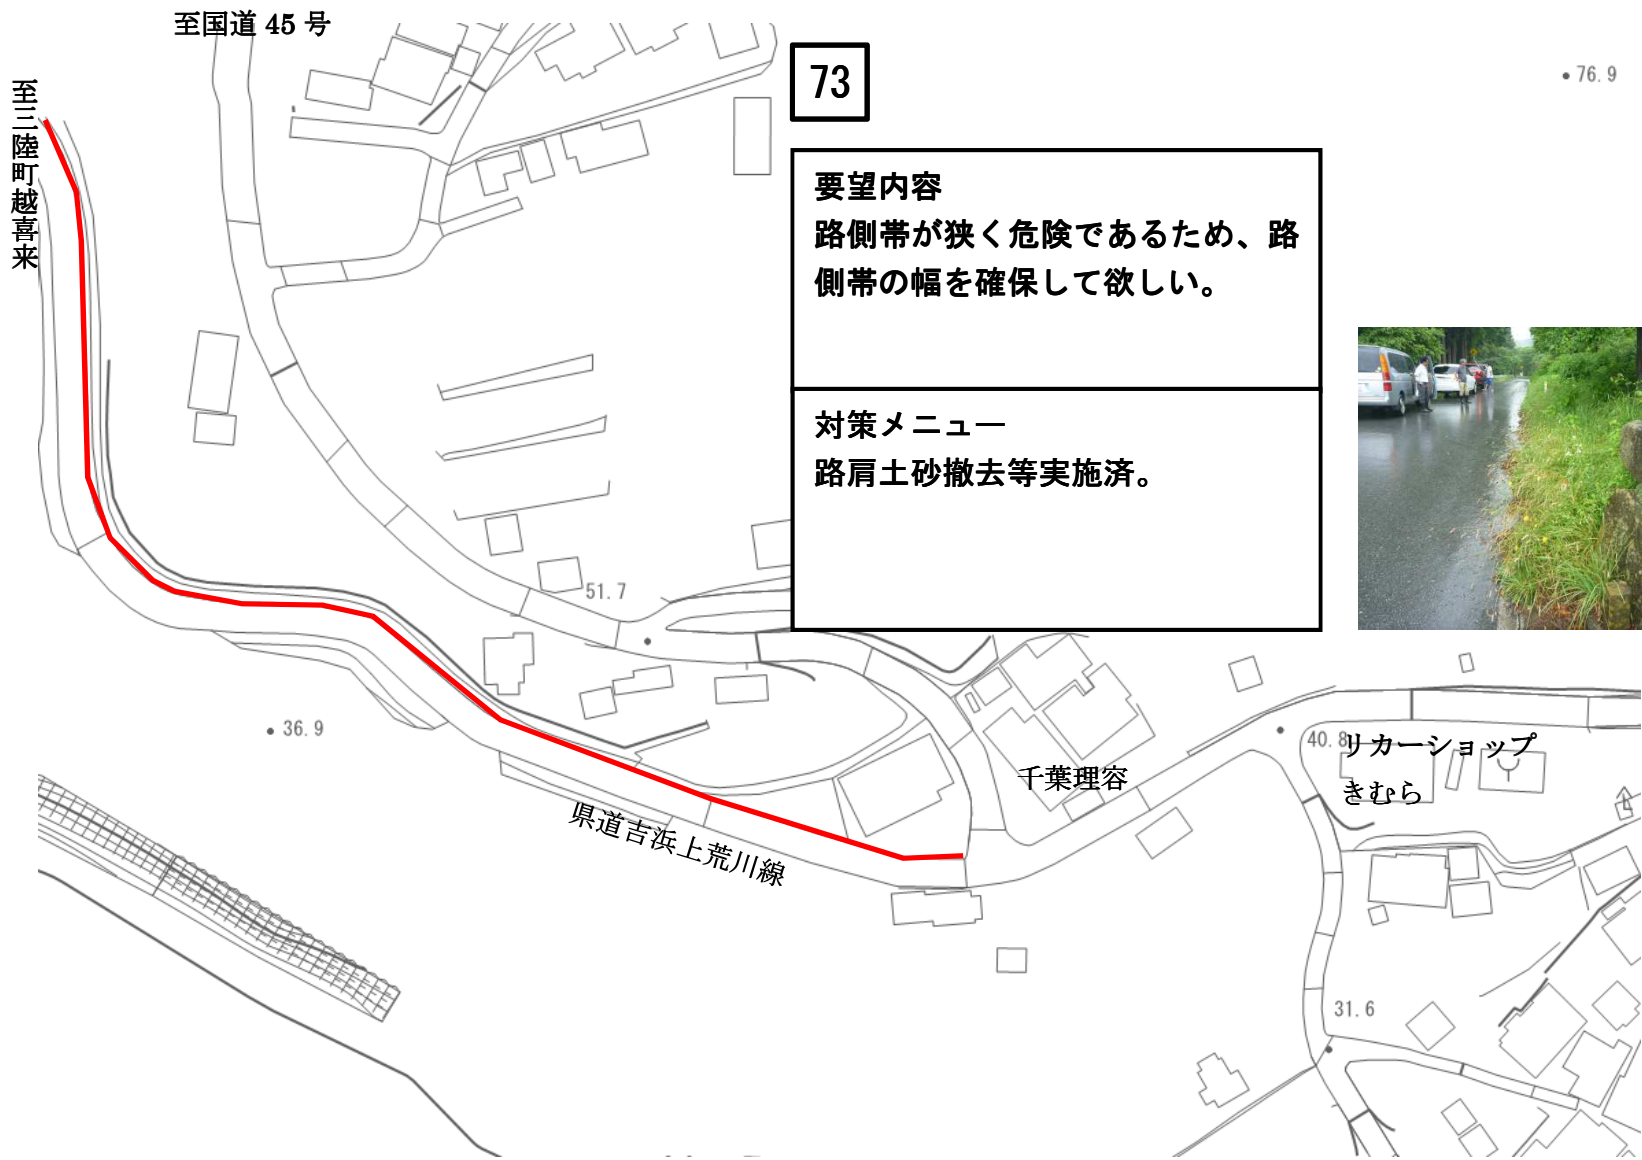 至国道 45 号
至三陸町越喜来
73
76.9
要望内容
路側帯が狭く危険であるため、路
側帯の幅を確保して欲しい。
対策メニュー
路肩土砂撤去等実施済。
51.7
36.9
40.8
リカーショップ
きむら
千葉理容
県道吉浜上荒川線
31.6